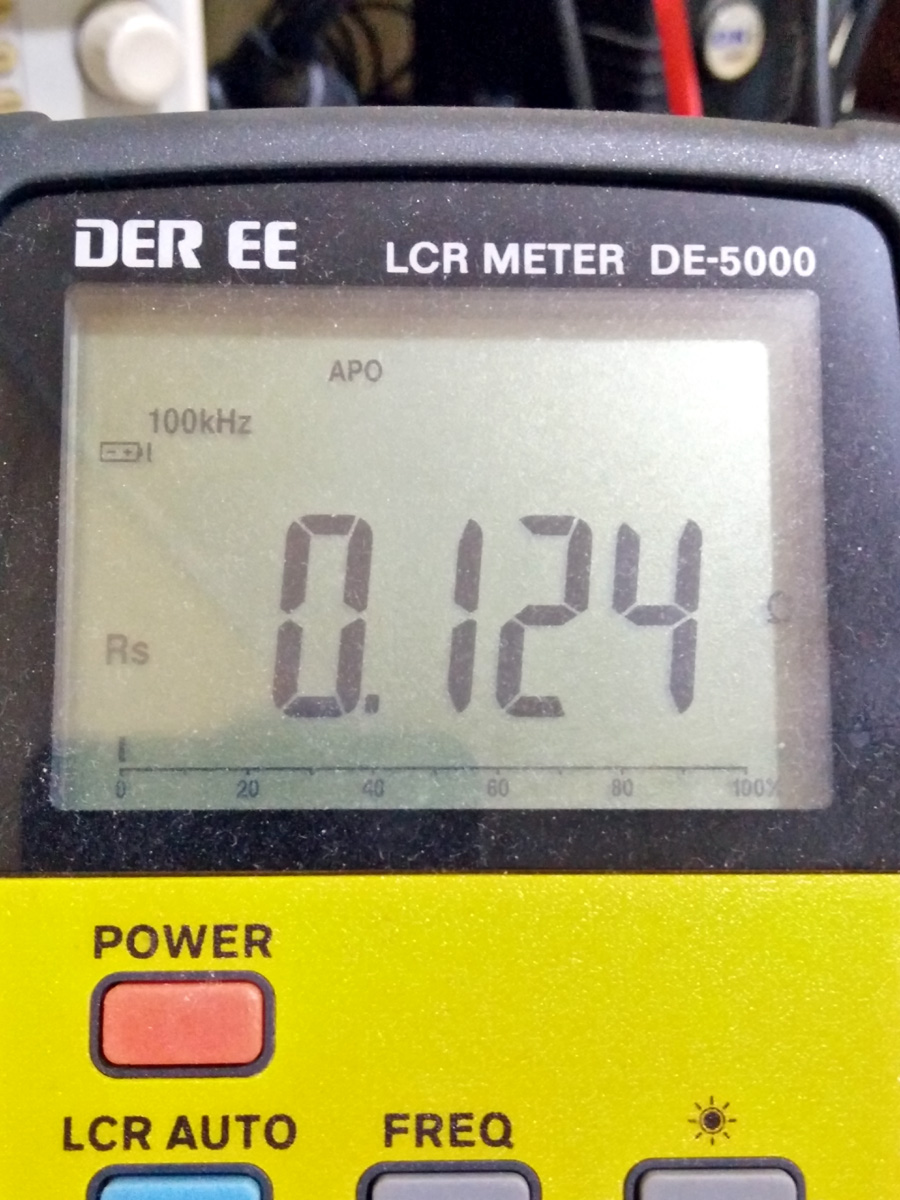 DER EE LCR METER DE-5000
APO
100kHz
Rs 0.124 Ω
0 20 40 60 80 100%
POWER
LCR AUTO FREQ